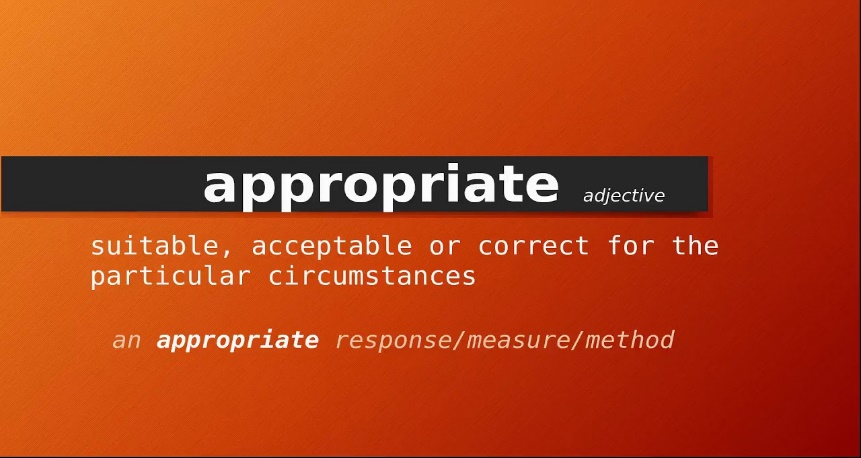 appropriate adjective
suitable, acceptable or correct for the
particular circumstances
an appropriate response/measure/method